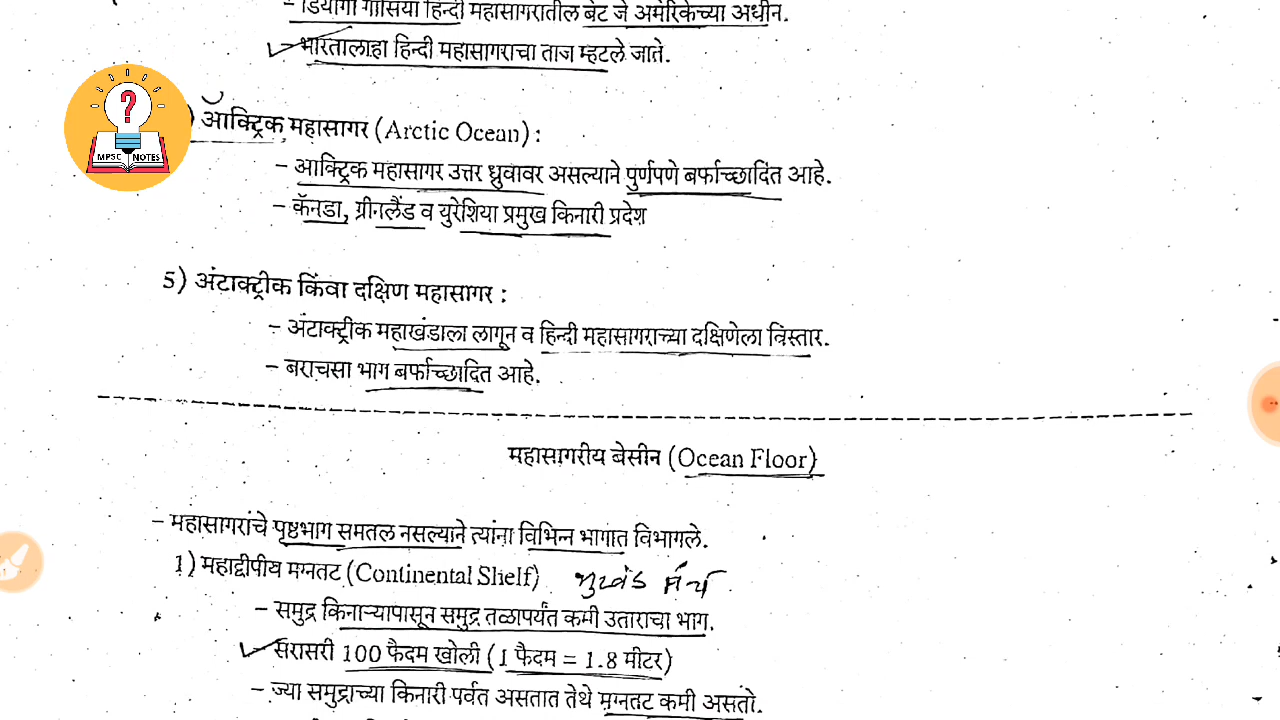 – डियागो गार्सिया हिन्दी महासागरातील बेट जे अमेरिकेच्या अधीन.
– भारतालाहा हिन्दी महासागराचा ताज म्हटले जाते.
) ऑक्ट्रिक महासागर (Arctic Ocean) :
– आक्ट्रिक महासागर उत्तर ध्रुवावर असल्याने पुर्णपणे बर्फाच्छादित आहे.
– कॅनडा, ग्रीनलैंड व युरेशिया प्रमुख किनारी प्रदेश
?
MPSC NOTES
5) अंटाक्ट्रीक किंवा दक्षिण महासागर :
– अंटाक्ट्रीक महाखंडाला लागून व हिन्दी महासागराच्या दक्षिणेला विस्तार.
– बराचसा भाग बर्फाच्छादित आहे.
महासागरीय बेसीन (Ocean Floor)
– महासागरांचे पृष्ठभाग समतल नसल्याने त्यांना विभिन्न भागात विभागले.
1) महाद्वीपीय मग्नतट (Continental Shelf) भुखंड मंच
– समुद्र किनाऱ्यापासून समुद्र तळापर्यंत कमी उताराचा भाग.
– सरासरी 100 फैदम खोली (1 फैदम = 1.8 मीटर)
– ज्या समुद्राच्या किनारी पर्वत असतात तेथे मग्नतट कमी असतो.